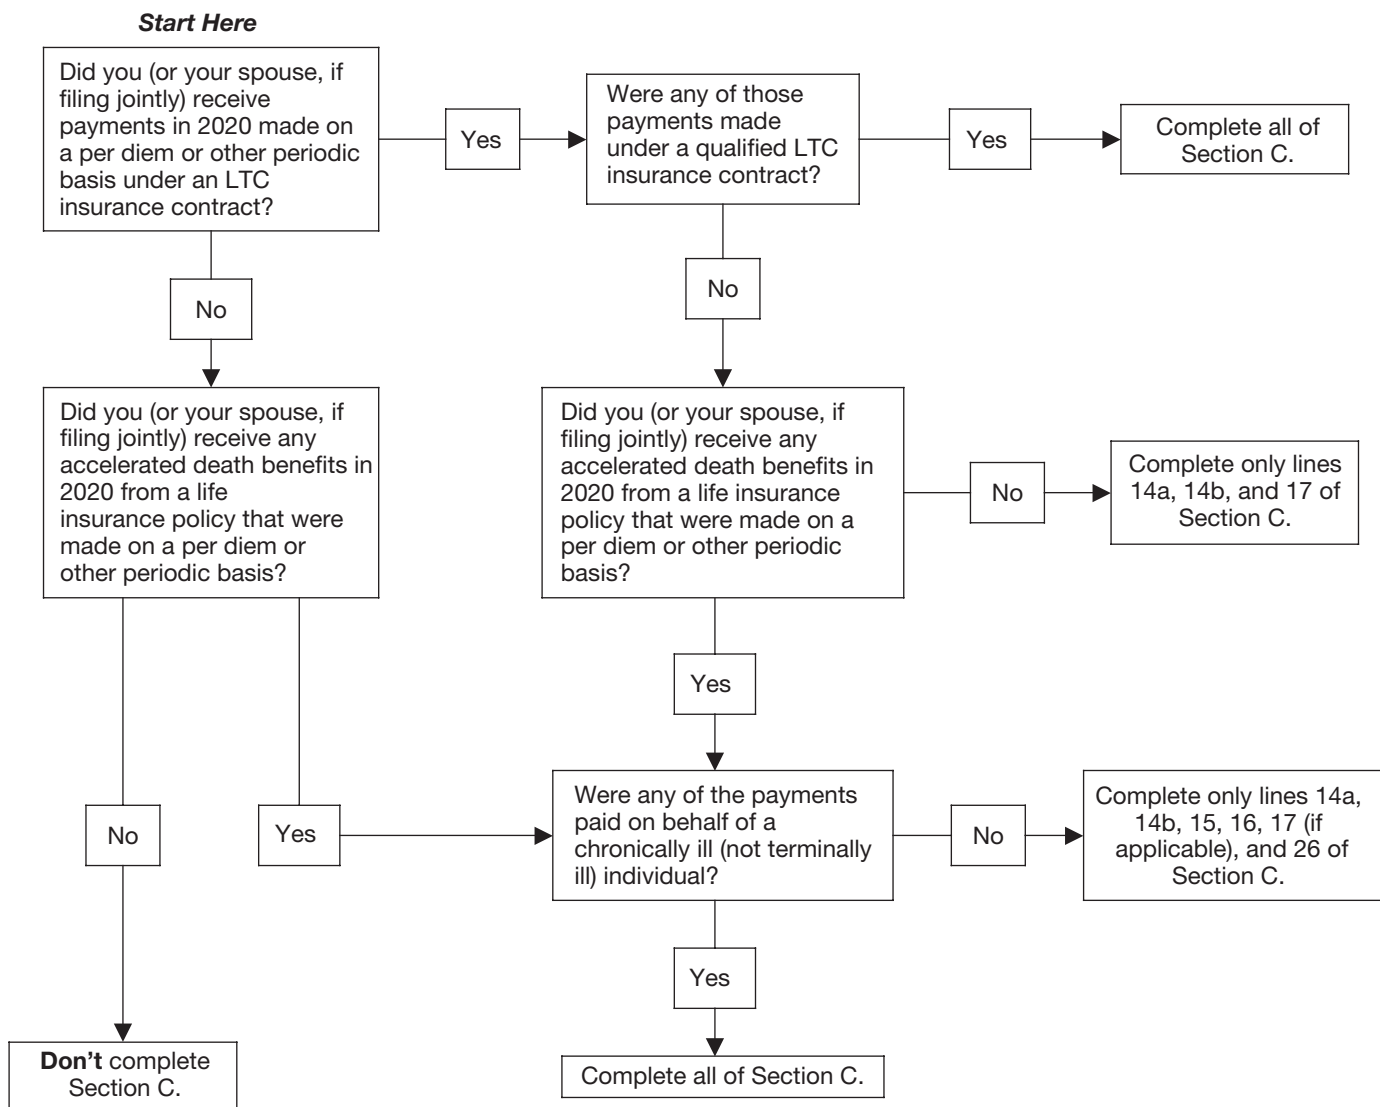 Start Here
Did you (or your spouse, if
filing jointly) receive
payments in 2020 made on
a per diem or other periodic
basis under an LTC
insurance contract?
Yes
Were any of those
payments made
under a qualified LTC
insurance contract?
Yes
Complete all of
Section C.
No
No
Did you (or your spouse, if
filing jointly) receive any
accelerated death benefits in
2020 from a life
insurance policy that were
made on a per diem or
other periodic basis?
Did you (or your spouse, if
filing jointly) receive any
accelerated death benefits in
2020 from a life insurance
policy that were made on a
per diem or other periodic
basis?
No
Complete only lines
14a, 14b, and 17 of
Section C.
Yes
No
Yes
Were any of the payments
paid on behalf of a
chronically ill (not terminally
ill) individual?
No
Complete only lines 14a,
14b, 15, 16, 17 (if
applicable), and 26 of
Section C.
Yes
Don't complete
Section C.
Complete all of Section C.